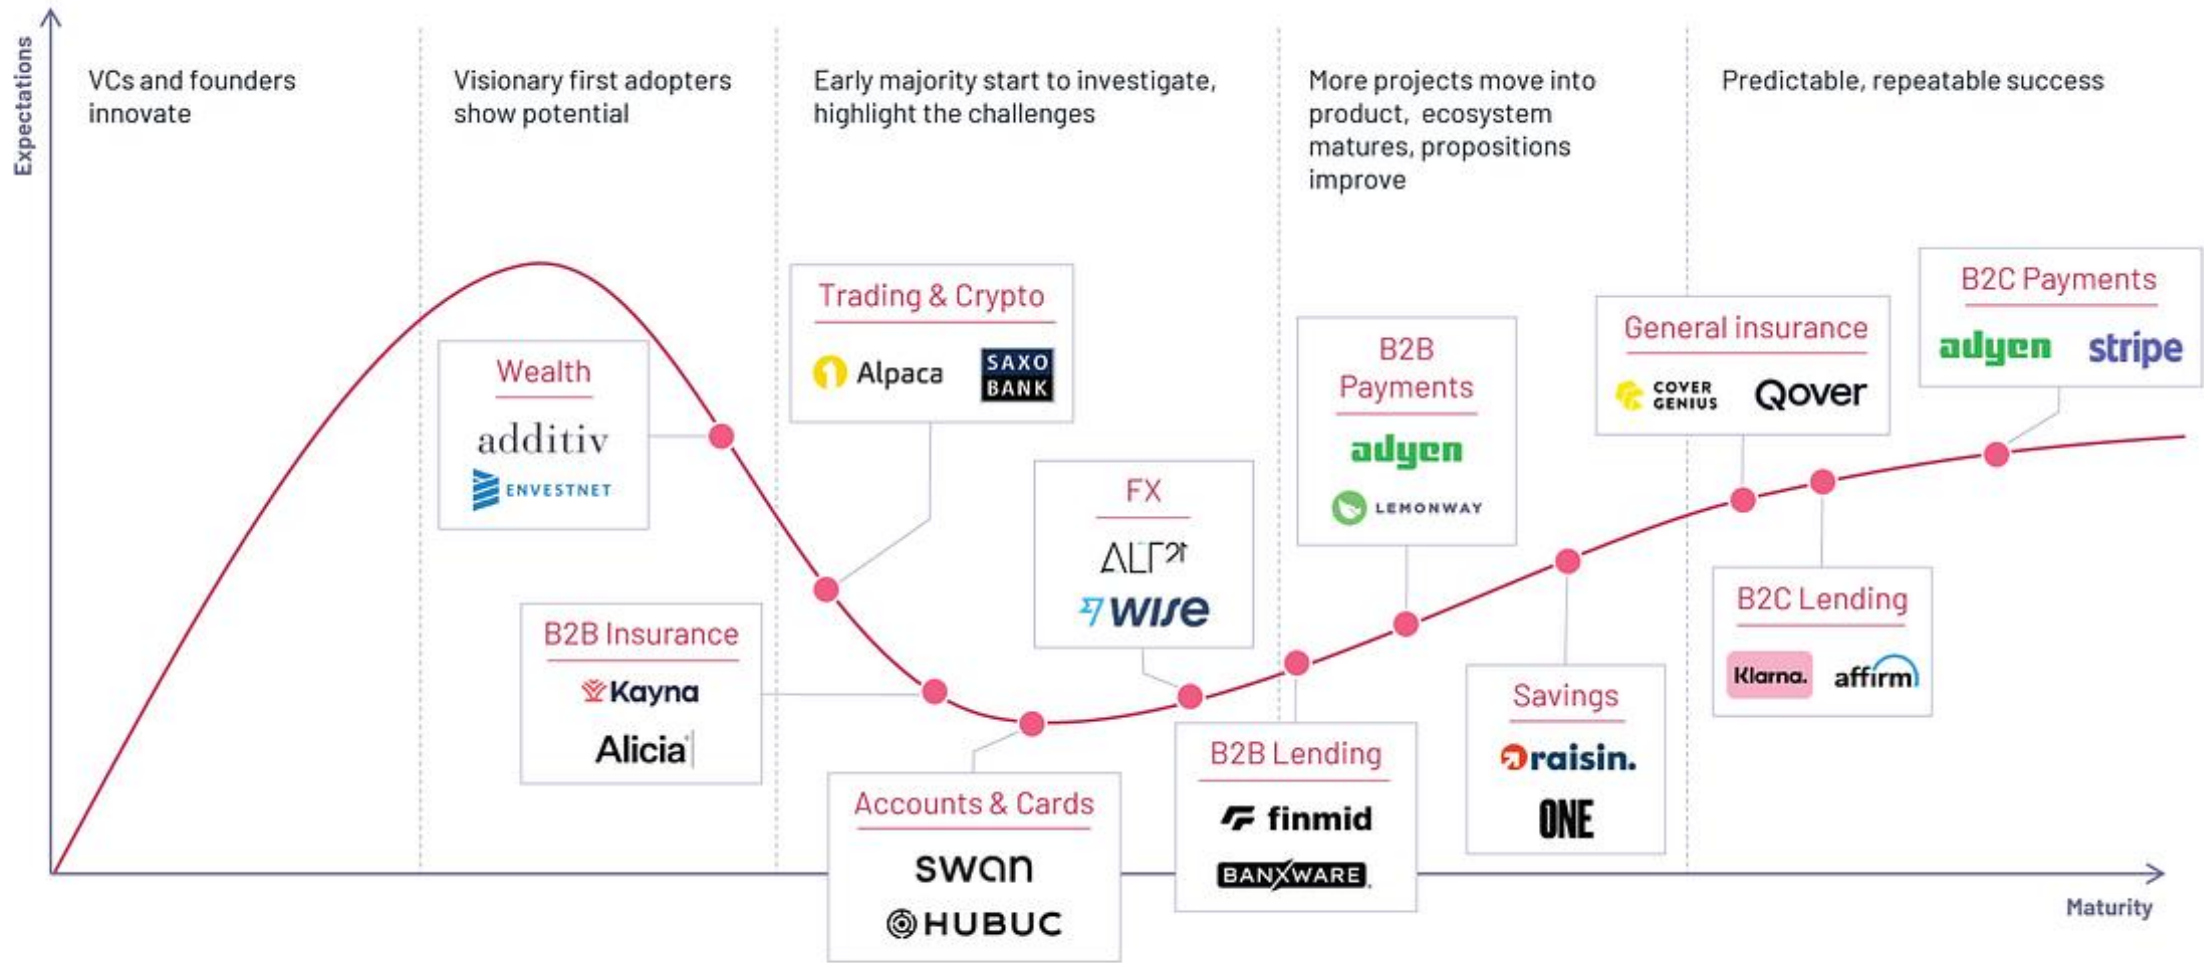 Expectations
VCs and founders
innovate
Visionary first adopters
show potential
Early majority start to investigate,
highlight the challenges
More projects move into
product, ecosystem
matures, propositions
improve
Predictable, repeatable success
Wealth
additiv
ENVESTNET
B2B Insurance
Kayna
Alicia
Trading & Crypto
Alpaca
SAXO
BANK
Accounts & Cards
swan
HUBUC
FX
ALT21
WISE
B2B Lending
finmid
BANXWARE
B2B
Payments
adyen
LEMONWAY
Savings
raisin.
ONE
General insurance
COVER
GENIUS
Qover
B2C Lending
Klarna.
affirm
B2C Payments
adyen
stripe
Maturity